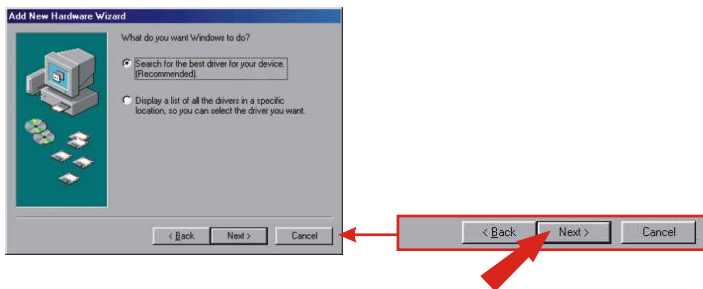 Add New Hardware Wizard
What do you want Windows to do?
Search for the best driver for your device.
(Recommended).
Display a list of all the drivers in a specific
location, so you can select the driver you want.
< Back Next > Cancel
< Back Next > Cancel